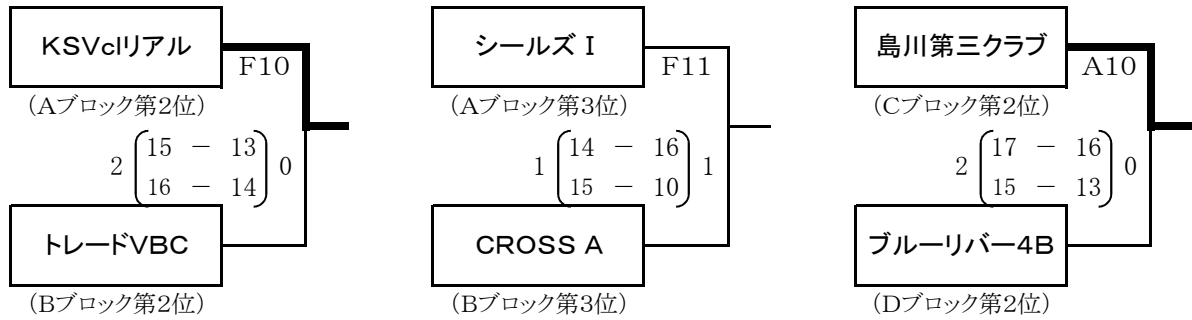 KSVclリアル
F10
(Aブロック第2位)
2 15 － 13 0
16 － 14
トレードVBC
(Bブロック第2位)
シールズ I
F11
(Aブロック第3位)
1 14 － 16 1
15 － 10
CROSS A
(Bブロック第3位)
島川第三クラブ
A10
(Cブロック第2位)
2 17 － 16 0
15 － 13
ブルーリバー4B
(Dブロック第2位)